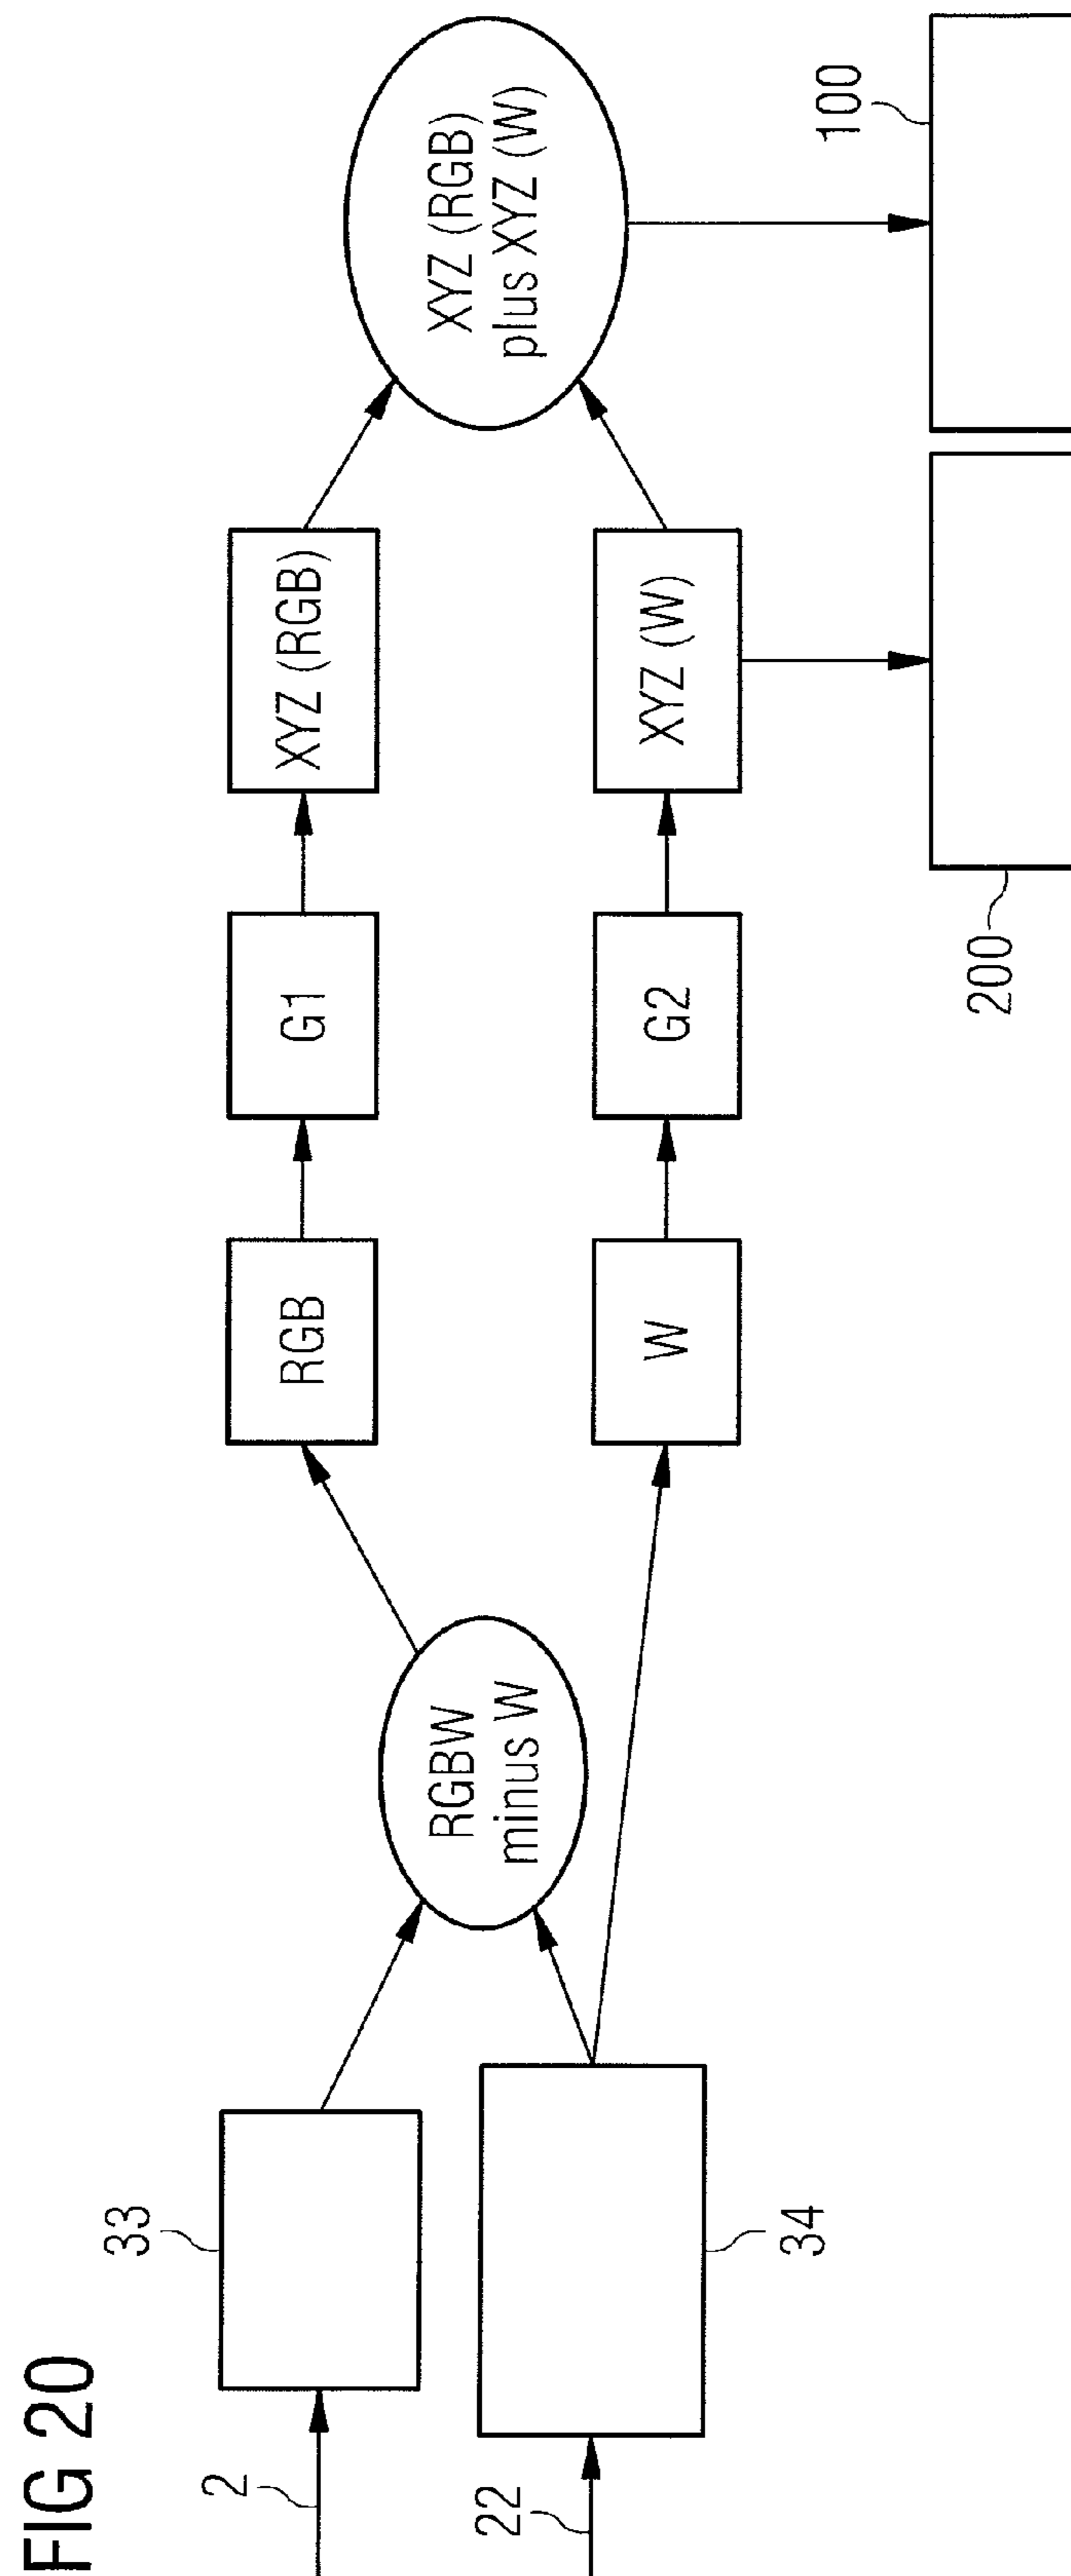 FIG 20
2
22
33
34
RGBW
minus W
RGB
W
G1
G2
XYZ (RGB)
XYZ (W)
XYZ (RGB)
plus XYZ (W)
200
100